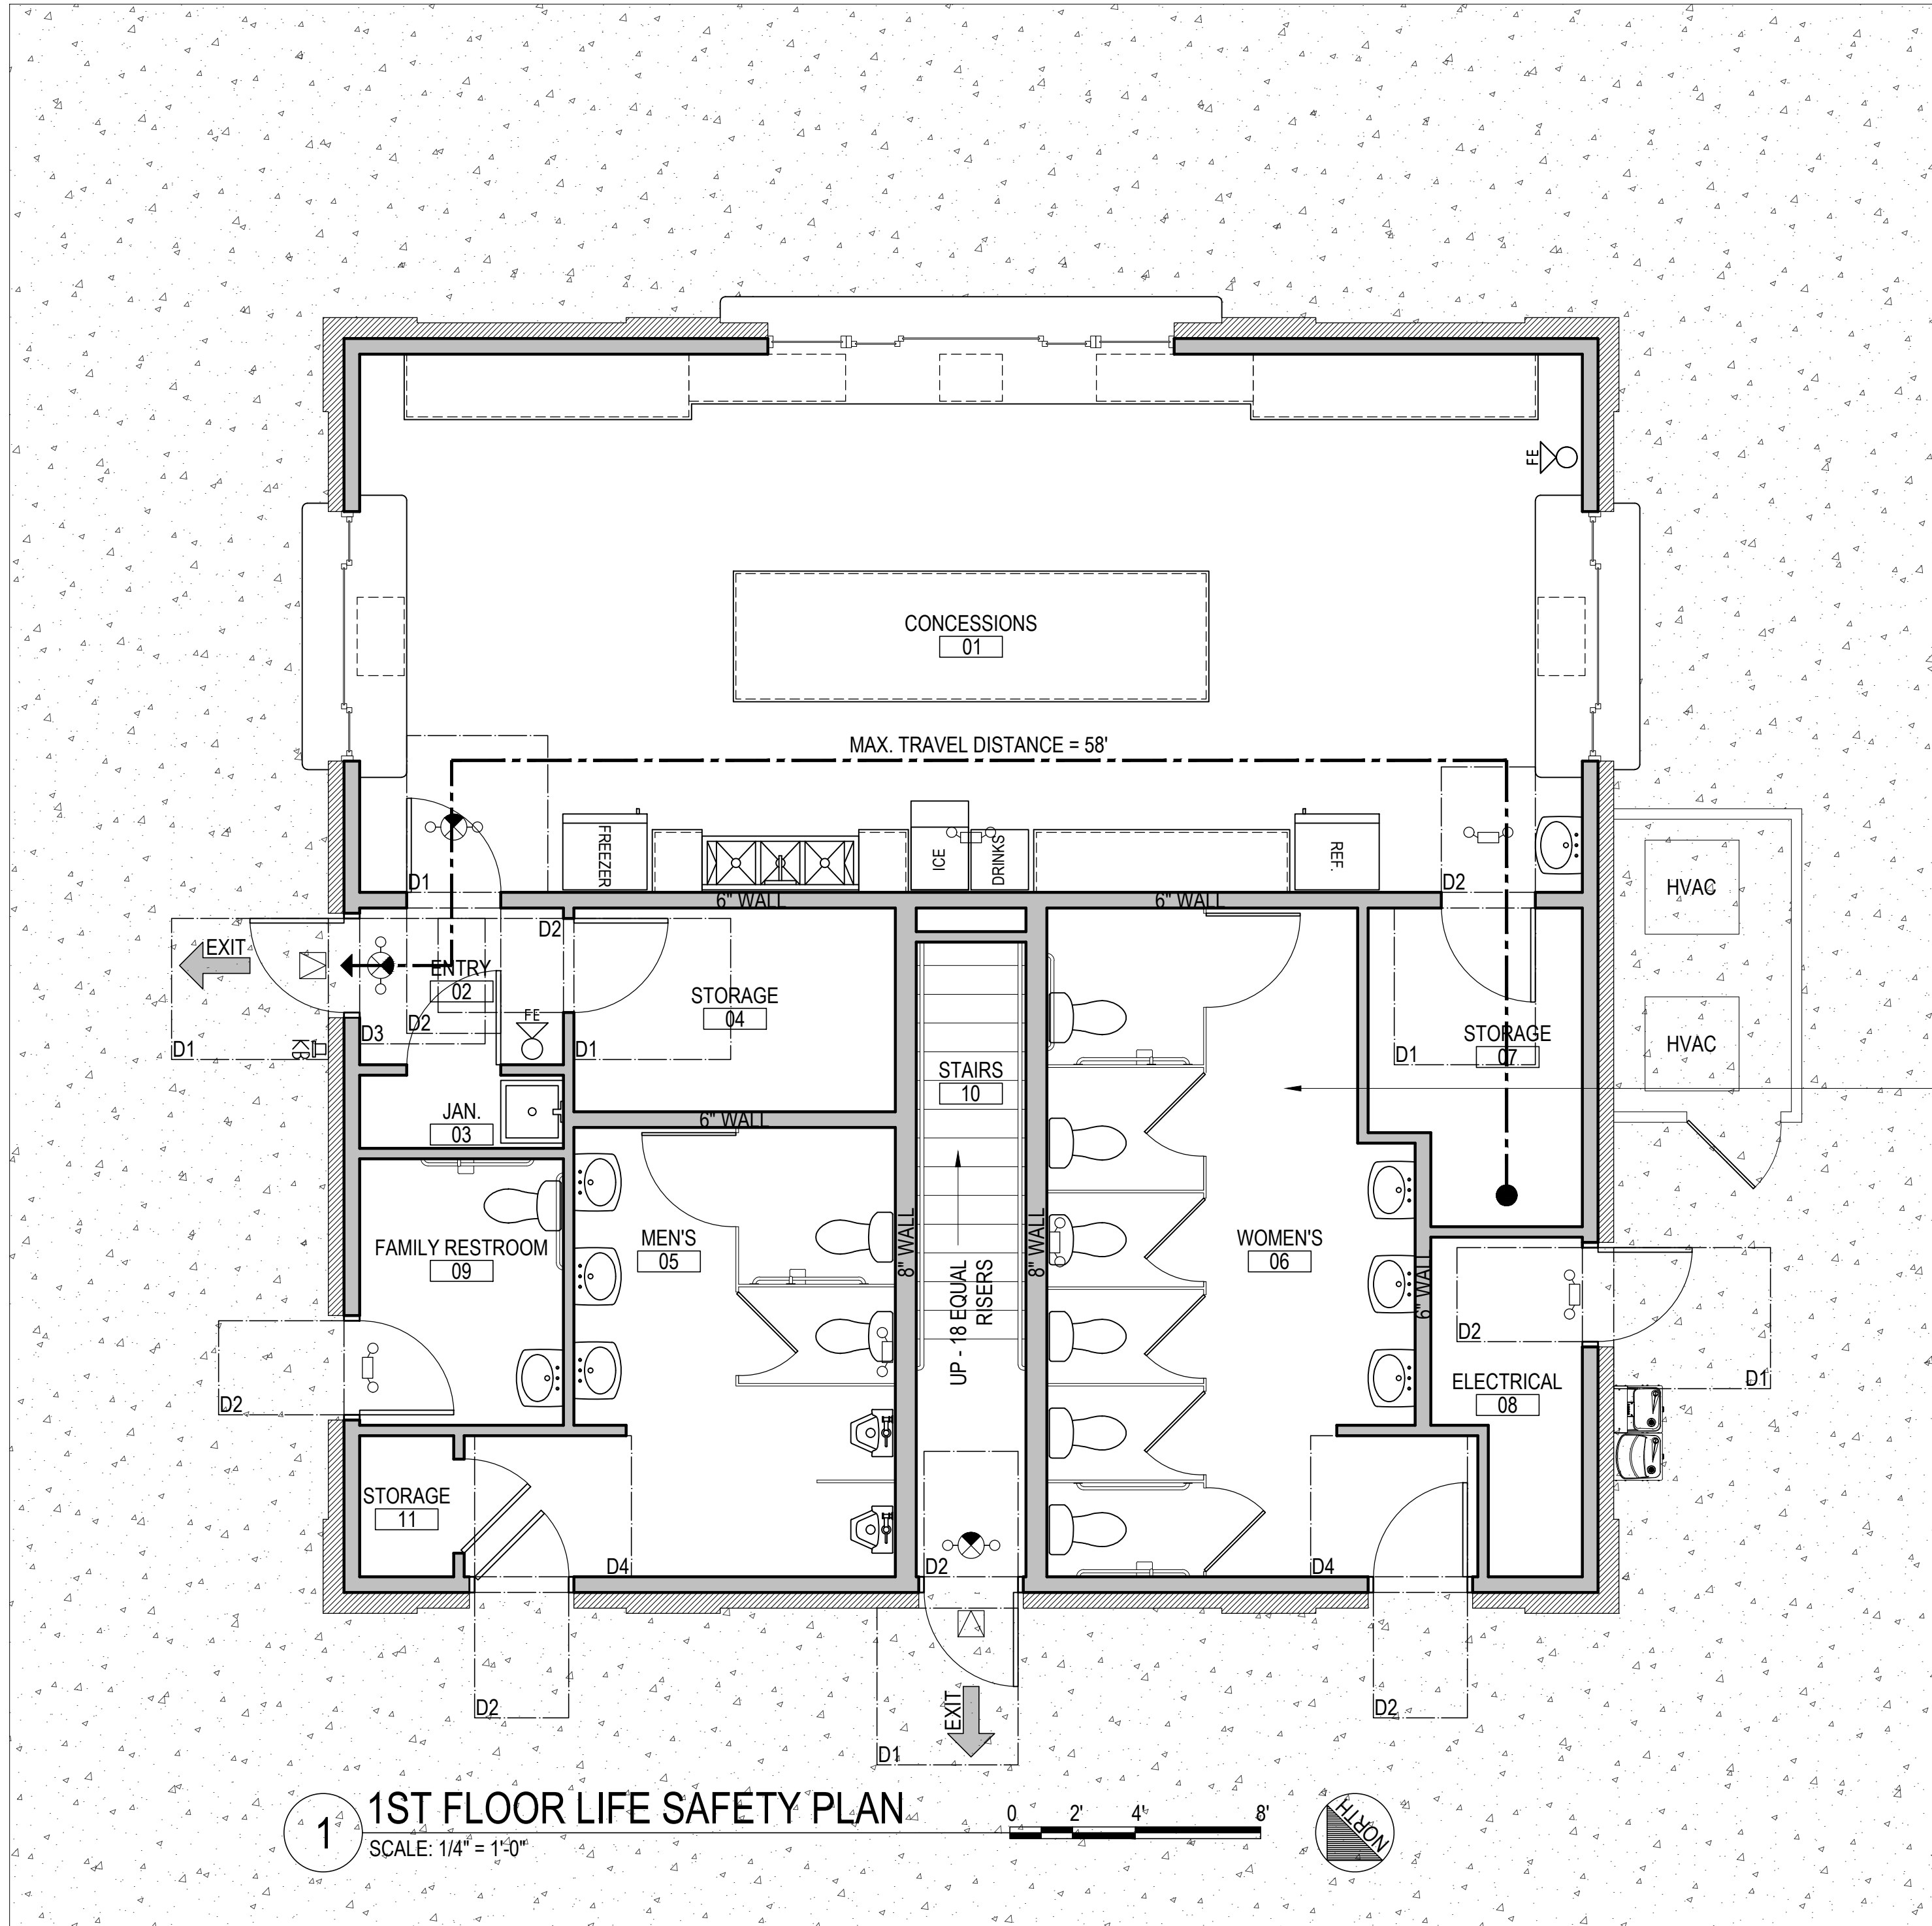 FE
CONCESSIONS
01
MAX. TRAVEL DISTANCE = 58'
FREEZER
ICE
DRINKS
REF.
D1
D2
HVAC
6" WALL
6" WALL
EXIT
D2
ENTRY
02
STORAGE
04
D3
D2
FE
D1
KB
D1
STORAGE
07
D1
HVAC
STAIRS
10
JAN.
03
6" WALL
FAMILY RESTROOM
09
MEN'S
05
8" WALL
UP - 18 EQUAL
RISERS
8" WALL
WOMEN'S
06
6" WALL
D2
D1
ELECTRICAL
08
D2
STORAGE
11
D4
D2
D4
D2
EXIT
D1
D2
1
1ST FLOOR LIFE SAFETY PLAN
SCALE: 1/4" = 1'-0"
0 2' 4' 8'
NORTH